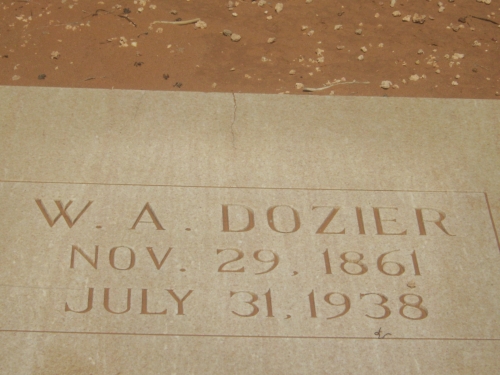 W. A. DOZIER
NOV. 29, 1861
JULY 31, 1938